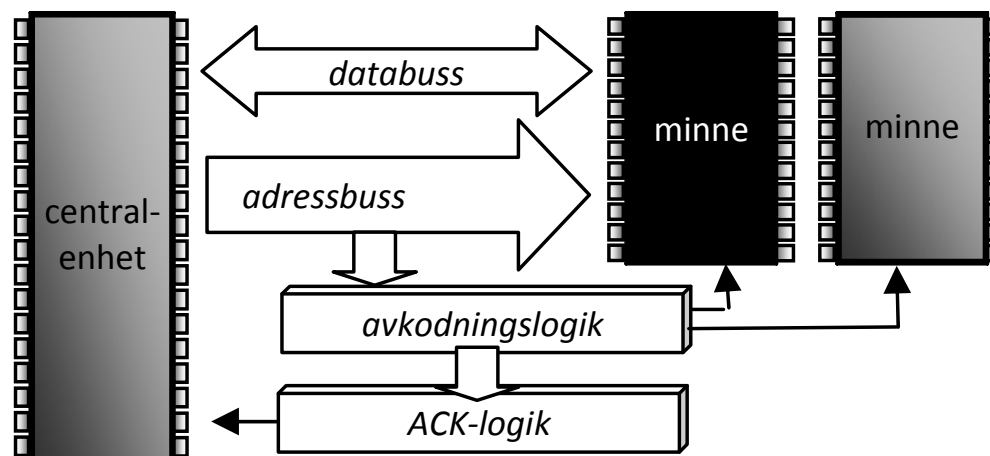 databuss
minne
minne
adressbuss
central-
enhet
avkodningslogik
ACK-logik